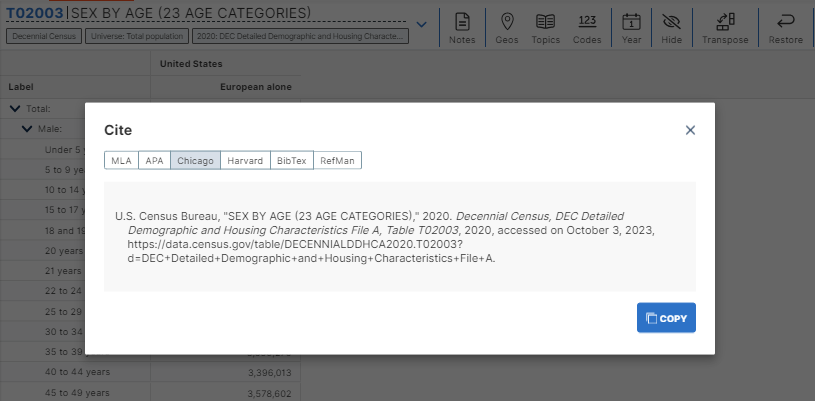 T02003 | SEX BY AGE (23 AGE CATEGORIES)
Decennial Census Universe: Total population 2020: DEC Detailed Demographic and Housing Characte...
Notes Geos Topics Codes Year Hide Transpose Restore
123
1
United States
Label European alone
Total:
Male:
Under 5
5 to 9 ye
10 to 14
15 to 17
18 and 19
20 years
21 years
22 to 24
25 to 29
30 to 34
35 to 39
40 to 44 years 3,396,013
45 to 49 years 3,578,602
Cite
MLA APA Chicago Harvard BibTex RefMan
U.S. Census Bureau, "SEX BY AGE (23 AGE CATEGORIES)," 2020. Decennial Census, DEC Detailed
Demographic and Housing Characteristics File A, Table T02003, 2020, accessed on October 3, 2023,
https://data.census.gov/table/DECENNIALDDHCA2020.T02003?
d=DEC+Detailed+Demographic+and+Housing+Characteristics+File+A.
COPY